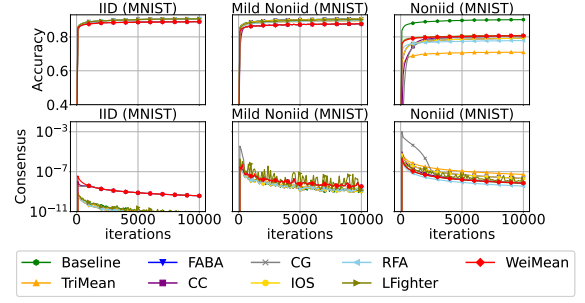 IID (MNIST) Mild Noniid (MNIST) Noniid (MNIST)
Accuracy
0.8
0.6
0.4
IID (MNIST) Mild Noniid (MNIST) Noniid (MNIST)
Consensus
10−3
10−7
10−11
0 5000 10000 0 5000 10000 0 5000 10000
iterations iterations iterations
Baseline FABA CG RFA WeiMean
TriMean CC IOS LFighter